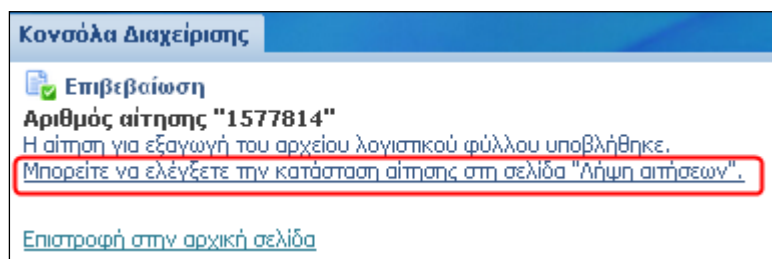 Κονσόλα Διαχείρισης
Επιβεβαίωση
Αριθμός αίτησης "1577814"
Η αίτηση για εξαγωγή του αρχείου λογιστικού φύλλου υποβλήθηκε.
Μπορείτε να ελέγξετε την κατάσταση αίτησης στη σελίδα "Λήψη αιτήσεων".
Επιστροφή στην αρχική σελίδα